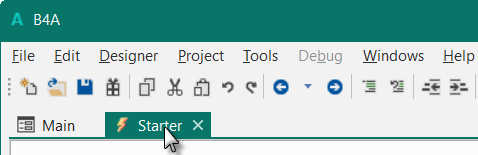 B4A
File Edit Designer Project Tools Debug Windows Help
Main Starter